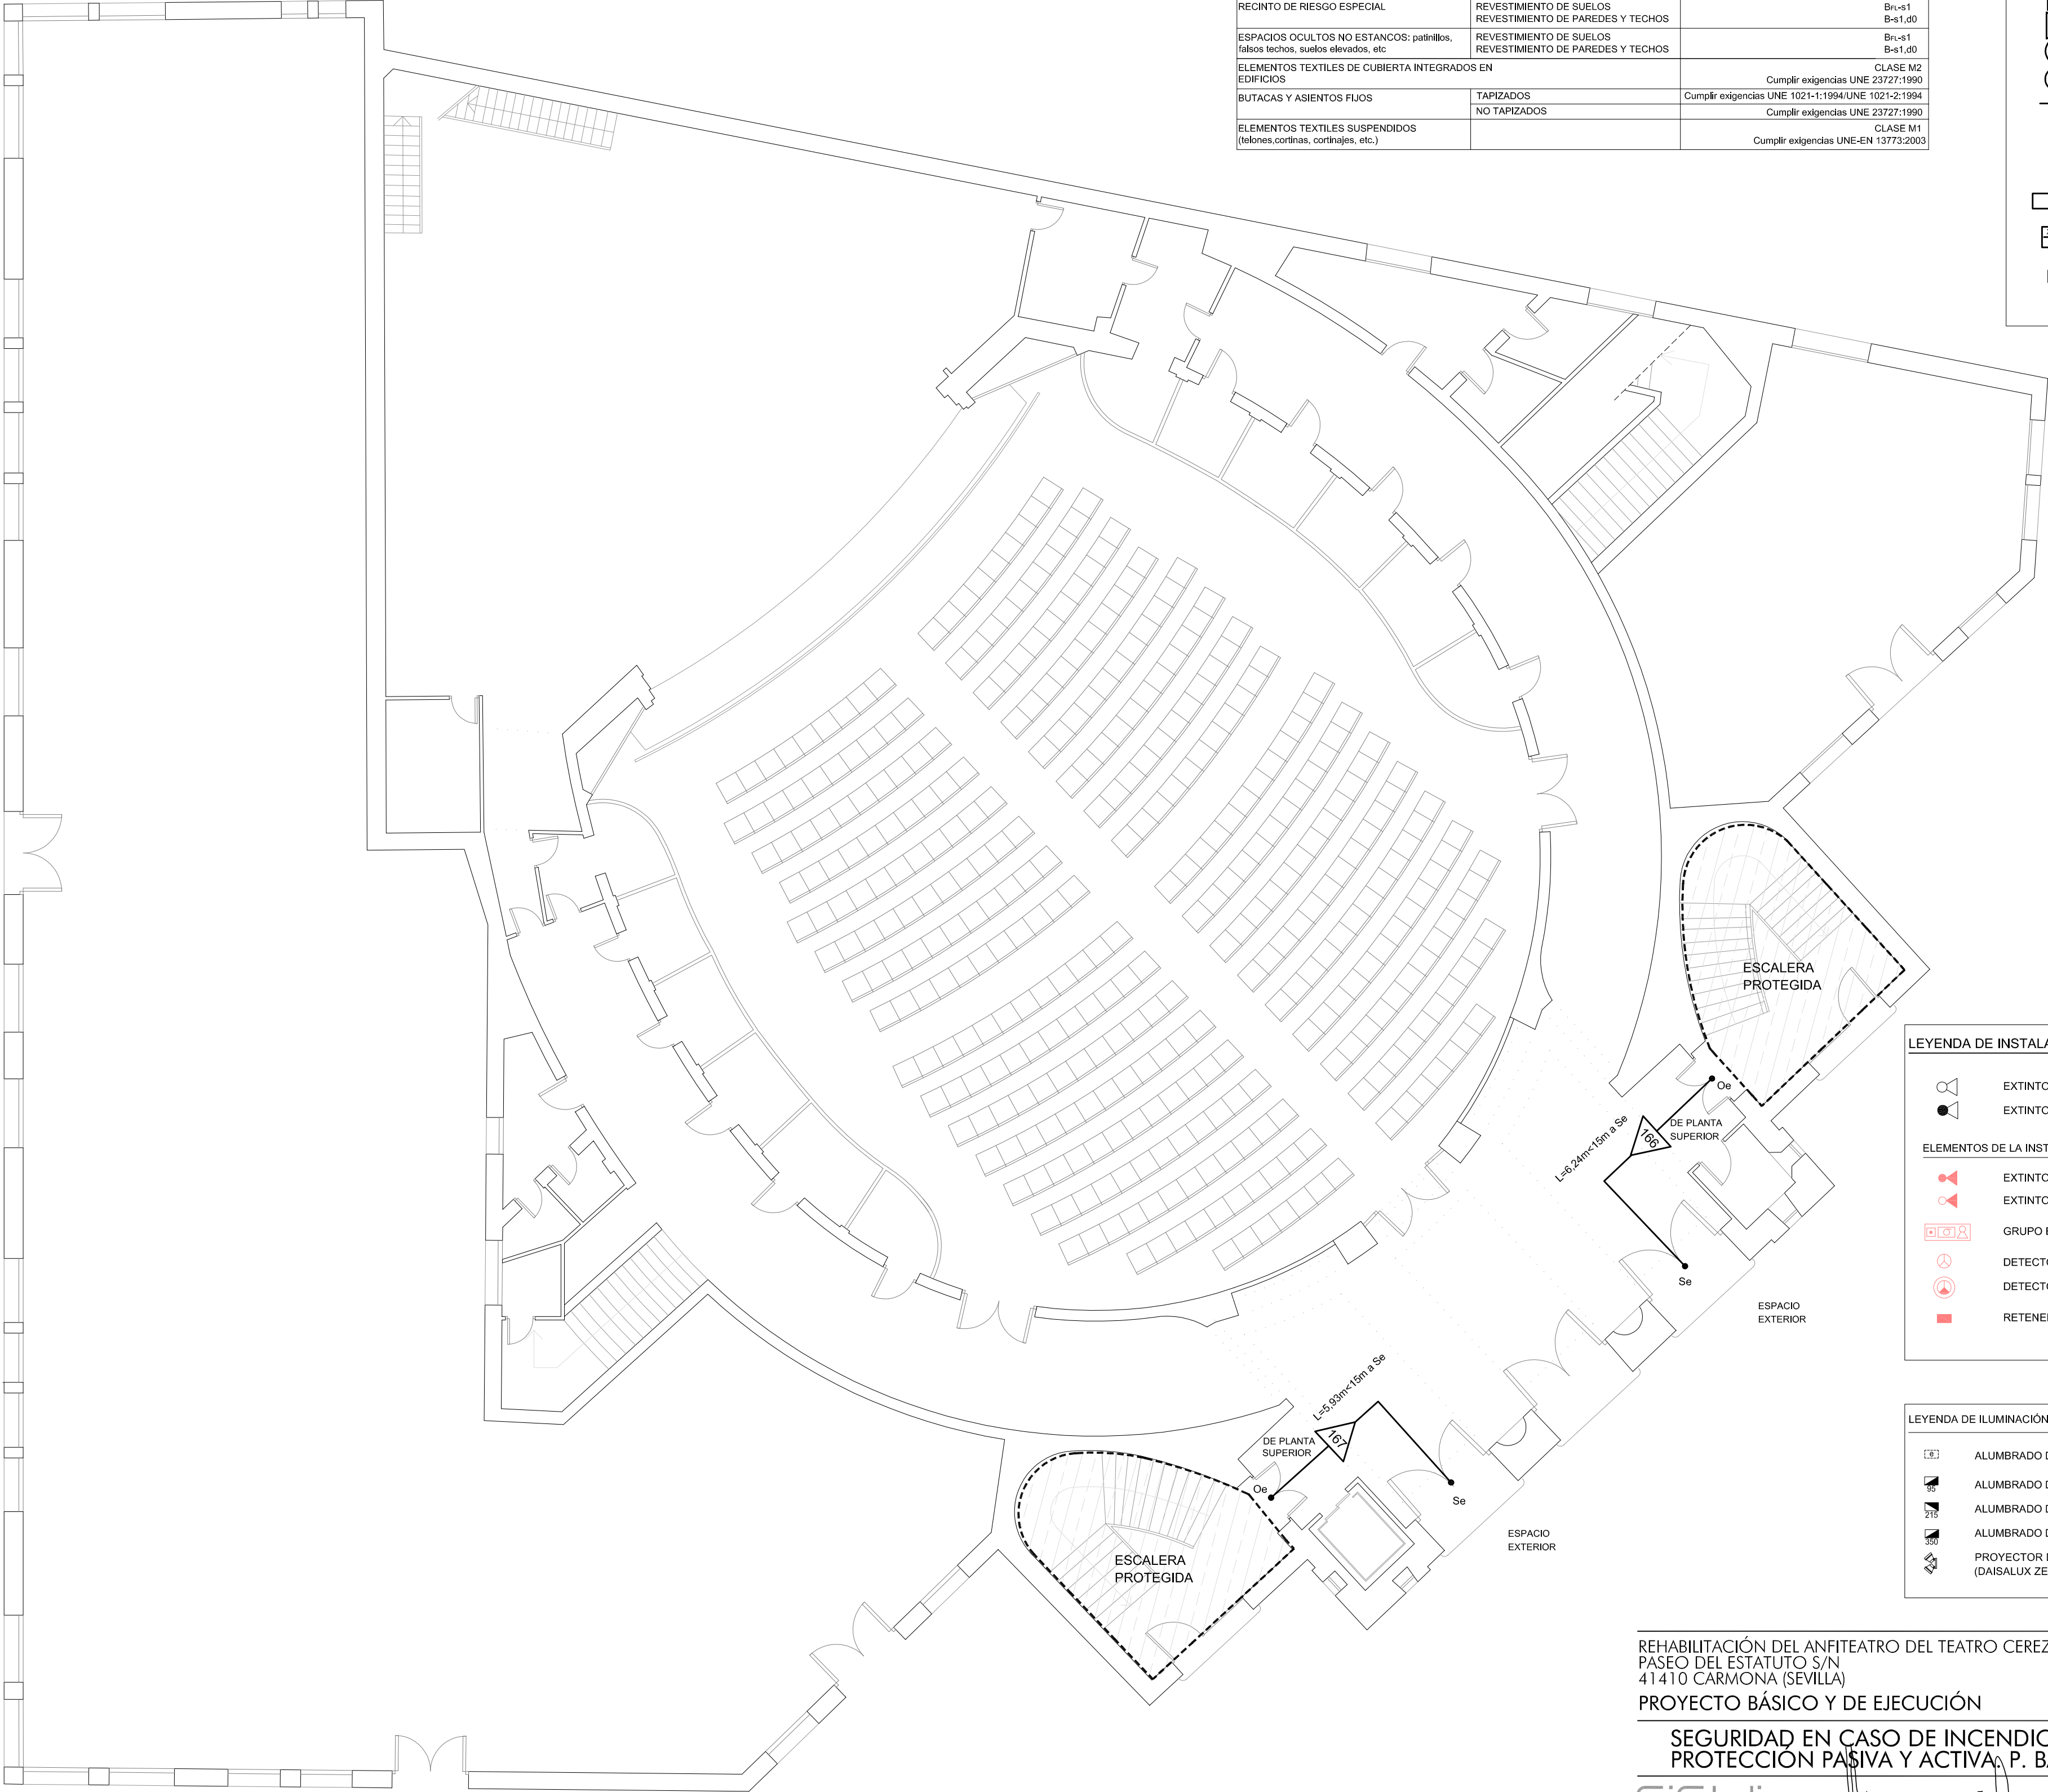 RECINTO DE RIESGO ESPECIAL
REVESTIMIENTO DE SUELOS
BFL-s1
REVESTIMIENTO DE PAREDES Y TECHOS
B-s1,d0
ESPACIOS OCULTOS NO ESTANCOS: patinillos,
falsos techos, suelos elevados, etc
REVESTIMIENTO DE SUELOS
BFL-s1
REVESTIMIENTO DE PAREDES Y TECHOS
B-s1,d0
ELEMENTOS TEXTILES DE CUBIERTA INTEGRADOS EN
EDIFICIOS
CLASE M2
Cumplir exigencias UNE 23727:1990
BUTACAS Y ASIENTOS FIJOS
TAPIZADOS
Cumplir exigencias UNE 1021-1:1994/UNE 1021-2:1994
NO TAPIZADOS
Cumplir exigencias UNE 23727:1990
ELEMENTOS TEXTILES SUSPENDIDOS
(telones,cortinas, cortinajes, etc.)
CLASE M1
Cumplir exigencias UNE-EN 13773:2003
ESCALERA
PROTEGIDA
Oe
DE PLANTA
SUPERIOR
166
L=6,24m<15m a Se
Se
ESPACIO
EXTERIOR
L=5,93m<15m a Se
DE PLANTA
SUPERIOR
167
Oe
Se
ESPACIO
EXTERIOR
ESCALERA
PROTEGIDA
LEYENDA DE INSTALA
EXTINTO
EXTINTO
ELEMENTOS DE LA INST
EXTINTO
EXTINTO
GRUPO
DETECTO
DETECTO
RETENE
LEYENDA DE ILUMINACIÓN
e
ALUMBRADO D
95
ALUMBRADO D
215
ALUMBRADO D
350
ALUMBRADO D
PROYECTOR
(DAISALUX ZE
REHABILITACIÓN DEL ANFITEATRO DEL TEATRO CEREZ
PASEO DEL ESTATUTO S/N
41410 CARMONA (SEVILLA)
PROYECTO BÁSICO Y DE EJECUCIÓN
SEGURIDAD EN CASO DE INCENDIO
PROTECCIÓN PASIVA Y ACTIVA. P. BA